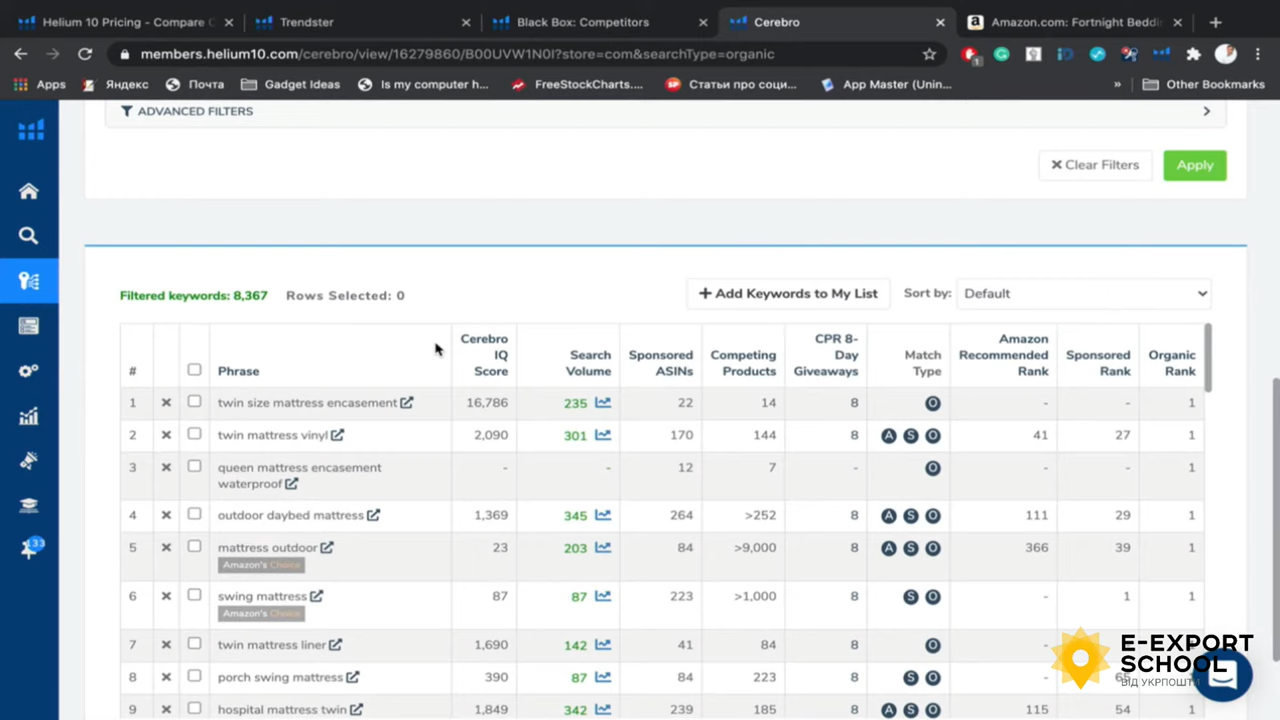 Helium 10 Pricing - Compare
Trendster
Black Box: Competitors
Cerebro
Amazon.com: Fortnight Beddi
members.helium10.com/cerebro/view/16279860/B00UVW1N0I?store=com&searchType=organic
Apps
Яндекс
Почта
Gadget Ideas
Is my computer h...
FreeStockCharts....
Статьи про соци...
App Master (Unin...
»
Other Bookmarks
ADVANCED FILTERS
Clear Filters
Apply
Filtered keywords: 8,367
Rows Selected: 0
+ Add Keywords to My List
Sort by:
Default
# Phrase Cerebro IQ Score Search Volume Sponsored ASINs Competing Products CPR 8-Day Giveaways Match Type Amazon Recommended Rank Sponsored Rank Organic Rank
1 twin size mattress encasement 16,786 235 22 14 8 O - - 1
2 twin mattress vinyl 2,090 301 170 144 8 A S O 41 27 1
3 queen mattress encasement waterproof - - 12 7 - O - - 1
4 outdoor daybed mattress 1,369 345 264 >252 8 A S O 111 29 1
5 mattress outdoor 23 203 84 >9,000 8 A S O 366 39 1
Amazon's Choice
6 swing mattress 87 87 223 >1,000 8 S O - 1 1
Amazon's Choice
7 twin mattress liner 1,690 142 41 84 8 O - - 1
8 porch swing mattress 390 87 84 223 8 S O
9 hospital mattress twin 1,849 342 239 185 8 A S O 115 54 1
133
E-EXPORT
SCHOOL
ВІД УКРПОШТИ